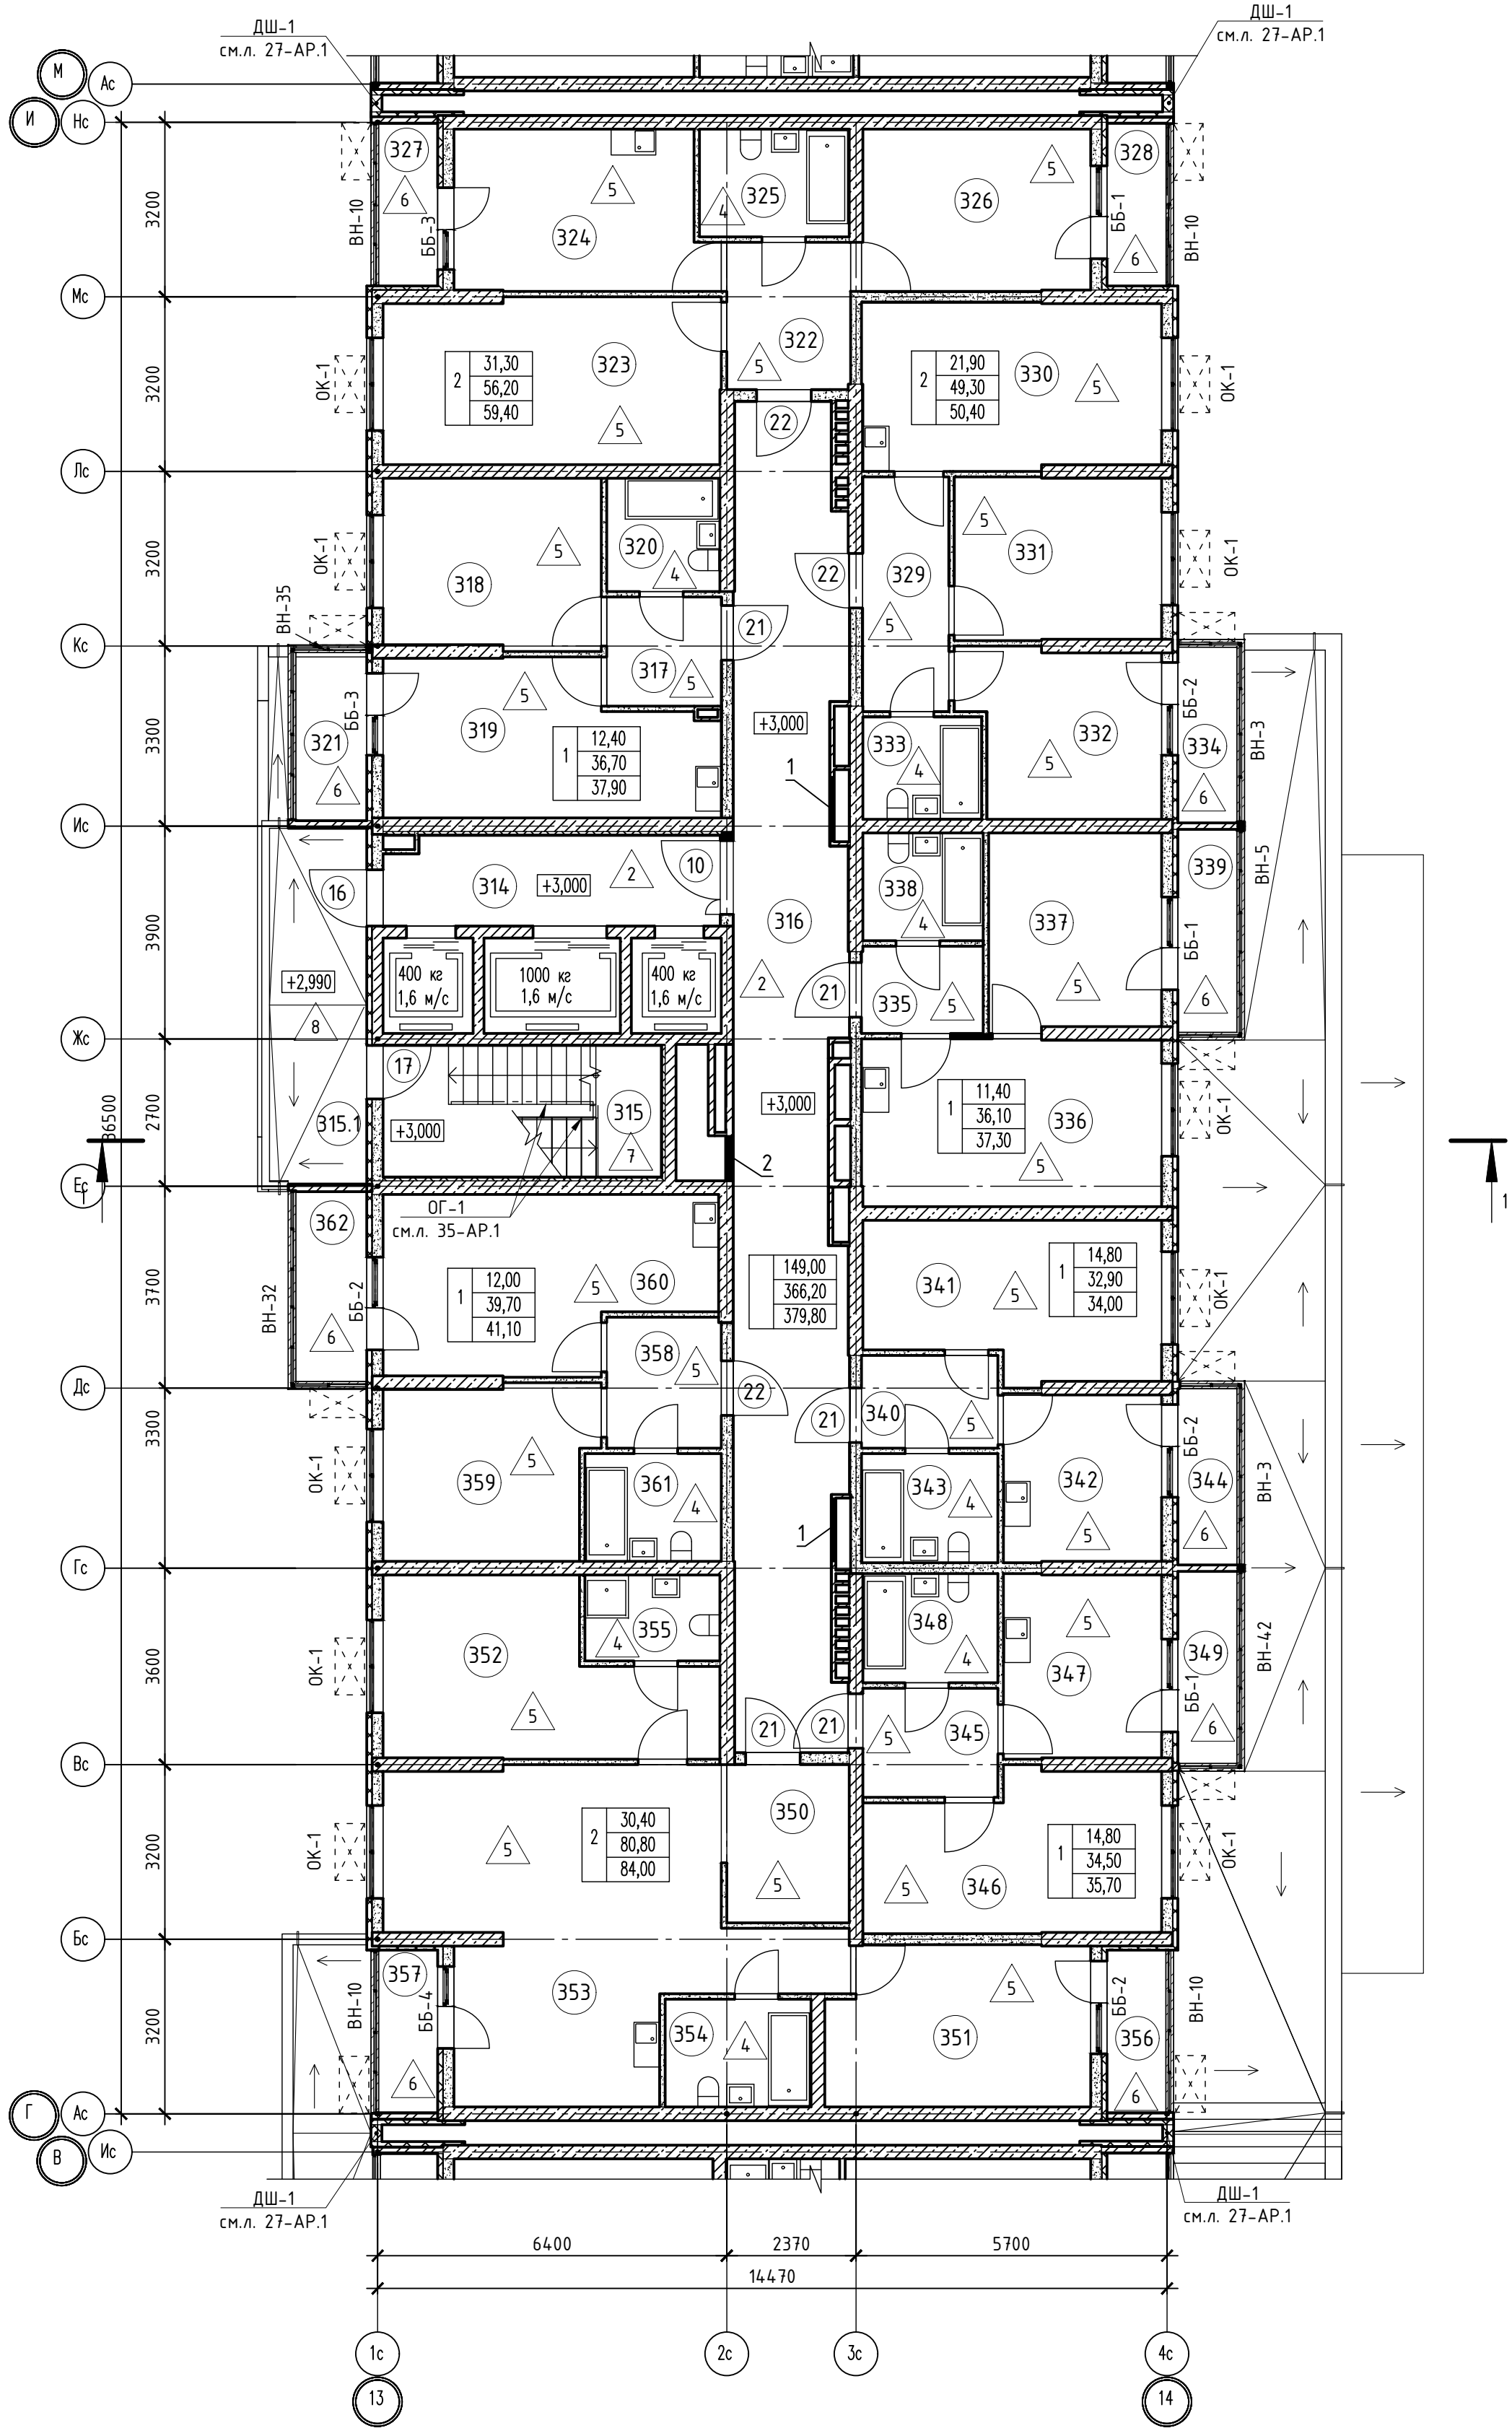 ДШ-1
см.л. 27-АР.1
ДШ-1
см.л. 27-АР.1
М
Ас
И
Нс
327
328
325
326
324
5
5
6
4
6
ВН-10
ББ-3
ББ-1
ВН-10
3200
Мс
322
323
330
2
31,30
56,20
59,40
2
21,90
49,30
50,40
5
5
5
ОК-1
ОК-1
3200
22
Лс
320
331
318
329
22
5
4
5
5
ОК-1
ОК-1
3200
ВН-35
21
Кс
317
319
321
333
332
334
5
5
6
4
5
6
ББ-3
ББ-2
ВН-3
+3,000
1
1
12,40
36,70
37,90
3300
Ис
314
+3,000
2
10
16
338
339
337
316
335
4
2
5
5
6
21
ББ-1
ВН-5
400 кг
1,6 м/с
1000 кг
1,6 м/с
400 кг
1,6 м/с
+2,990
8
3900
Жс
17
315
315.1
+3,000
7
+3,000
2
336
1
11,40
36,10
37,30
5
ОК-1
2700
36500
Ес
1
1
ОГ-1
см.л. 35-АР.1
362
360
341
1
12,00
39,70
41,10
149,00
366,20
379,80
1
14,80
32,90
34,00
5
5
6
ВН-32
ББ-2
ОК-1
3700
358
5
22
Дс
21
340
5
359
361
343
342
344
5
4
4
5
6
ОК-1
ББ-2
ВН-3
1
3300
Гс
352
355
348
347
349
4
5
4
5
6
ОК-1
ББ-1
ВН-42
3600
21
21
345
5
Вс
350
2
30,40
80,80
84,00
1
14,80
34,50
35,70
346
5
5
5
ОК-1
ОК-1
3200
Бс
357
353
354
351
356
4
5
6
6
ВН-10
ББ-4
ББ-2
ВН-10
3200
Г
Ас
В
Ис
ДШ-1
см.л. 27-АР.1
ДШ-1
см.л. 27-АР.1
6400
2370
5700
14470
1с
2с
3с
4с
13
14